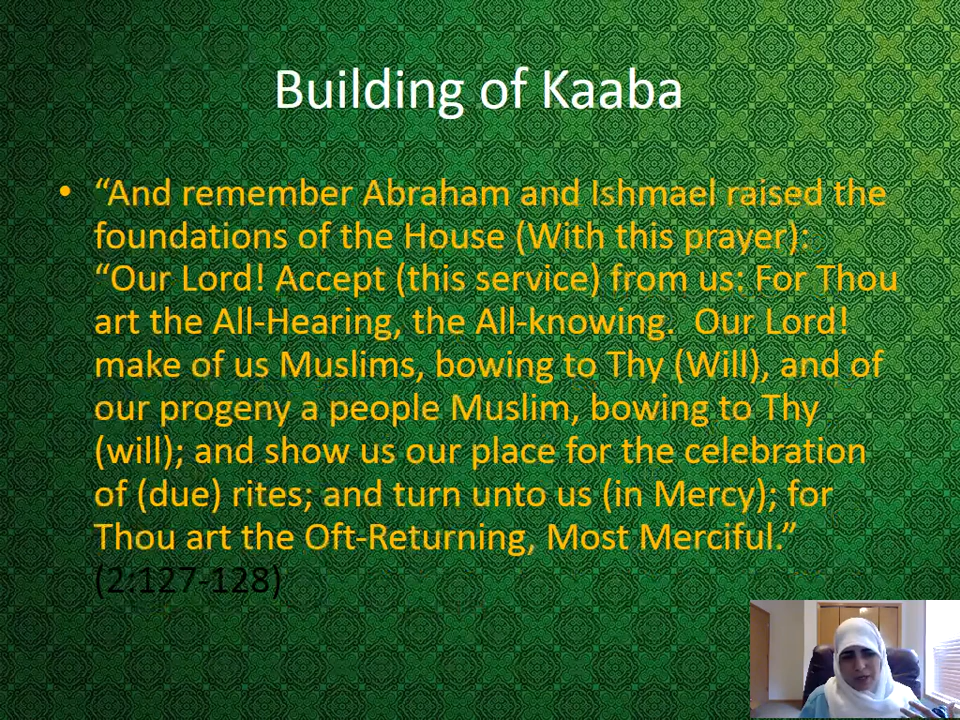 Building of Kaaba
• “And remember Abraham and Ishmael raised the
foundations of the House (With this prayer):
“Our Lord! Accept (this service) from us: For Thou
art the All-Hearing, the All-knowing.  Our Lord!
make of us Muslims, bowing to Thy (Will), and of
our progeny a people Muslim, bowing to Thy
(will); and show us our place for the celebration
of (due) rites; and turn unto us (in Mercy); for
Thou art the Oft-Returning, Most Merciful.”
(2:127-128)